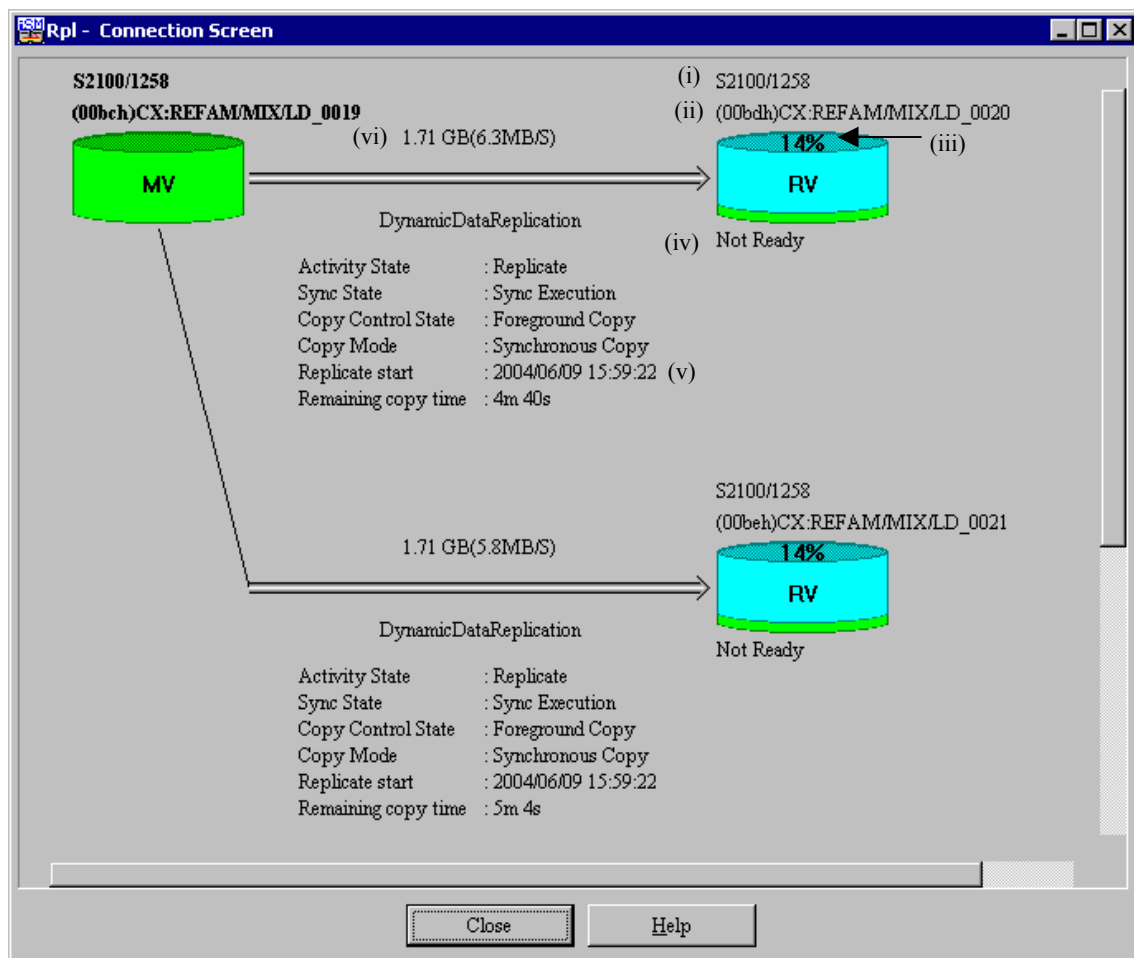 Rpl - Connection Screen
S2100/1258
(00bch)CX:REFAM/MIX/LD_0019
(i) S2100/1258
(ii) (00bdh)CX:REFAM/MIX/LD_0020
(vi) 1.71 GB(6.3MB/S)
14%
(iii)
MV
RV
DynamicDataReplication
(iv) Not Ready
Activity State : Replicate
Sync State : Sync Execution
Copy Control State : Foreground Copy
Copy Mode : Synchronous Copy
Replicate start : 2004/06/09 15:59:22 (v)
Remaining copy time : 4m 40s
S2100/1258
(00beh)CX:REFAM/MIX/LD_0021
1.71 GB(5.8MB/S)
14%
RV
DynamicDataReplication
Not Ready
Activity State : Replicate
Sync State : Sync Execution
Copy Control State : Foreground Copy
Copy Mode : Synchronous Copy
Replicate start : 2004/06/09 15:59:22
Remaining copy time : 5m 4s
Close
Help